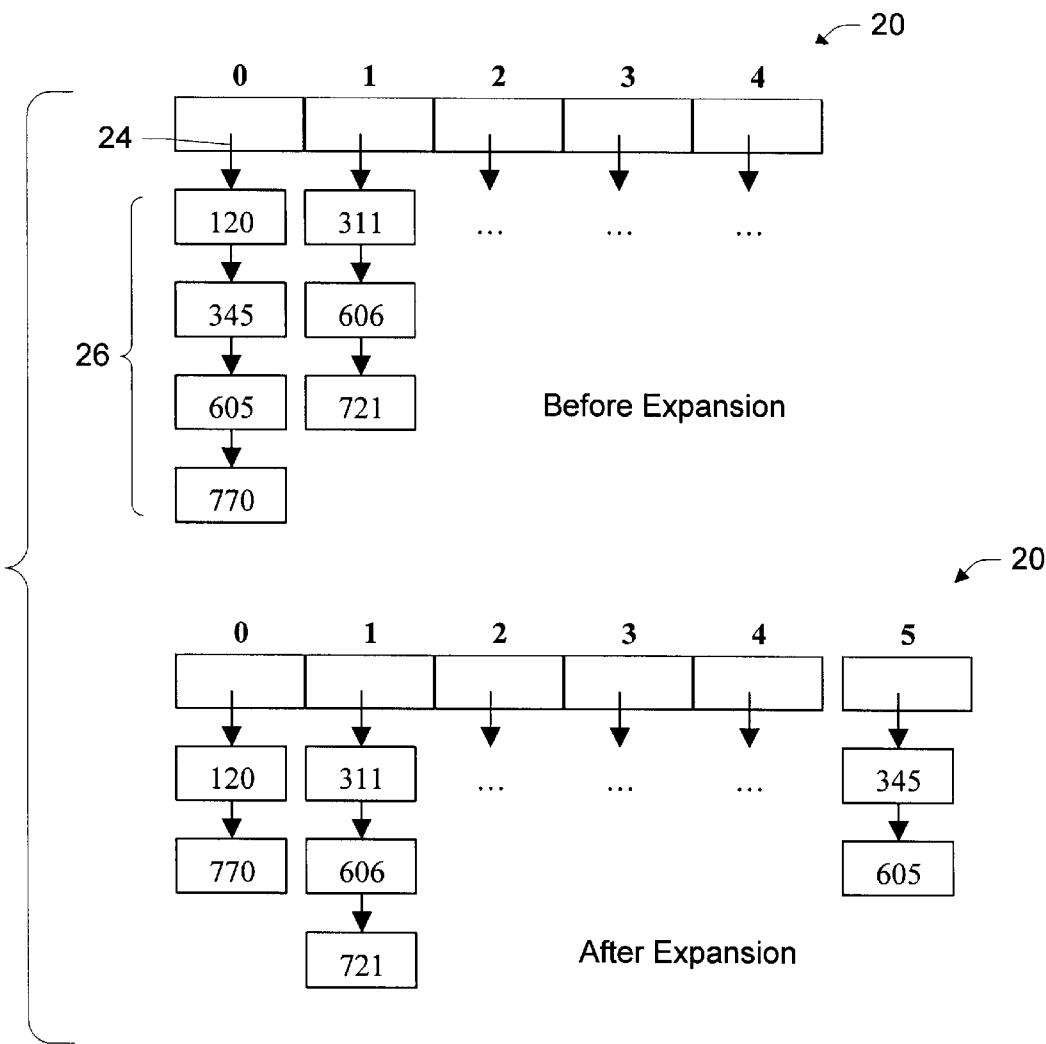 20
0 1 2 3 4
24
120 311 ... ... ...
345 606
26
605 721
Before Expansion
770
20
0 1 2 3 4 5
120 311 ... ... ... 345
770 606 605
721
After Expansion